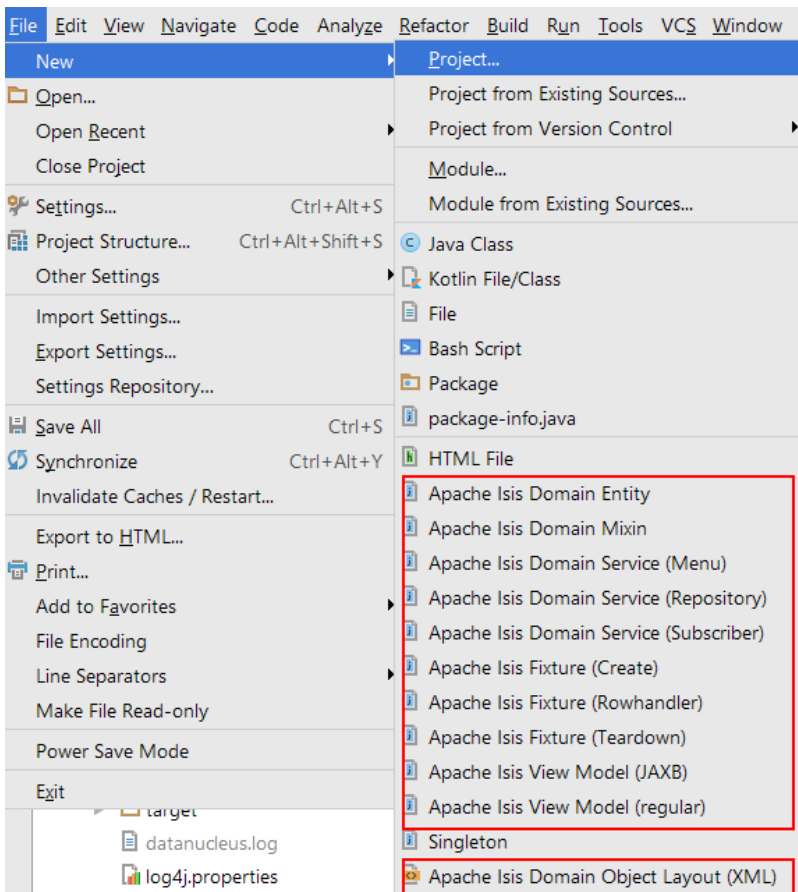 File Edit View Navigate Code Analyze Refactor Build Run Tools VCS Window
New
Open...
Open Recent
Close Project
Settings... Ctrl+Alt+S
Project Structure... Ctrl+Alt+Shift+S
Other Settings
Import Settings...
Export Settings...
Settings Repository...
Save All Ctrl+S
Synchronize Ctrl+Alt+Y
Invalidate Caches / Restart...
Export to HTML...
Print...
Add to Favorites
File Encoding
Line Separators
Make File Read-only
Power Save Mode
Exit
target
datanucleus.log
log4j.properties
Project...
Project from Existing Sources...
Project from Version Control
Module...
Module from Existing Sources...
Java Class
Kotlin File/Class
File
Bash Script
Package
package-info.java
HTML File
Apache Isis Domain Entity
Apache Isis Domain Mixin
Apache Isis Domain Service (Menu)
Apache Isis Domain Service (Repository)
Apache Isis Domain Service (Subscriber)
Apache Isis Fixture (Create)
Apache Isis Fixture (Rowhandler)
Apache Isis Fixture (Teardown)
Apache Isis View Model (JAXB)
Apache Isis View Model (regular)
Singleton
Apache Isis Domain Object Layout (XML)